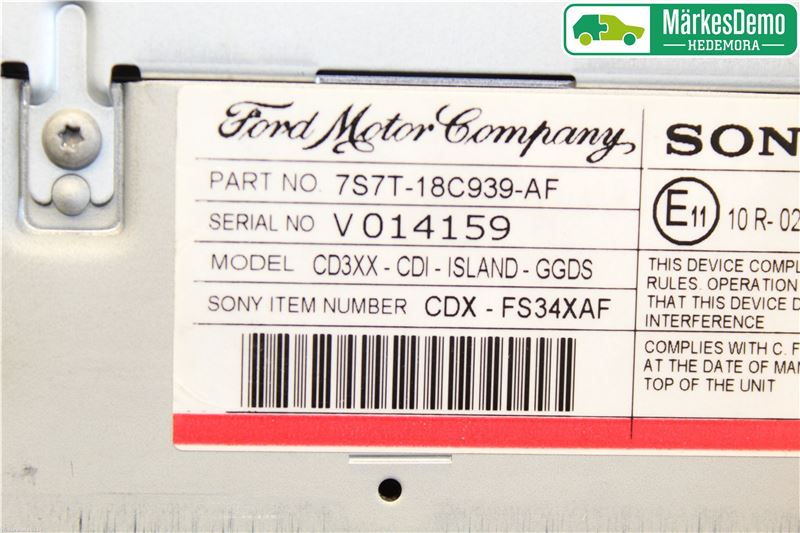 MärkesDemo
HEDEMORA
Ford Motor Company
SON
PART NO. 7S7T-18C939-AF
SERIAL NO V014159
E11 10 R-02
MODEL CD3XX - CDI - ISLAND - GGDS
SONY ITEM NUMBER CDX - FS34XAF
THIS DEVICE COMPL
RULES. OPERATION
THAT THIS DEVICE D
INTERFERENCE
COMPLIES WITH C. F
AT THE DATE OF MAN
TOP OF THE UNIT